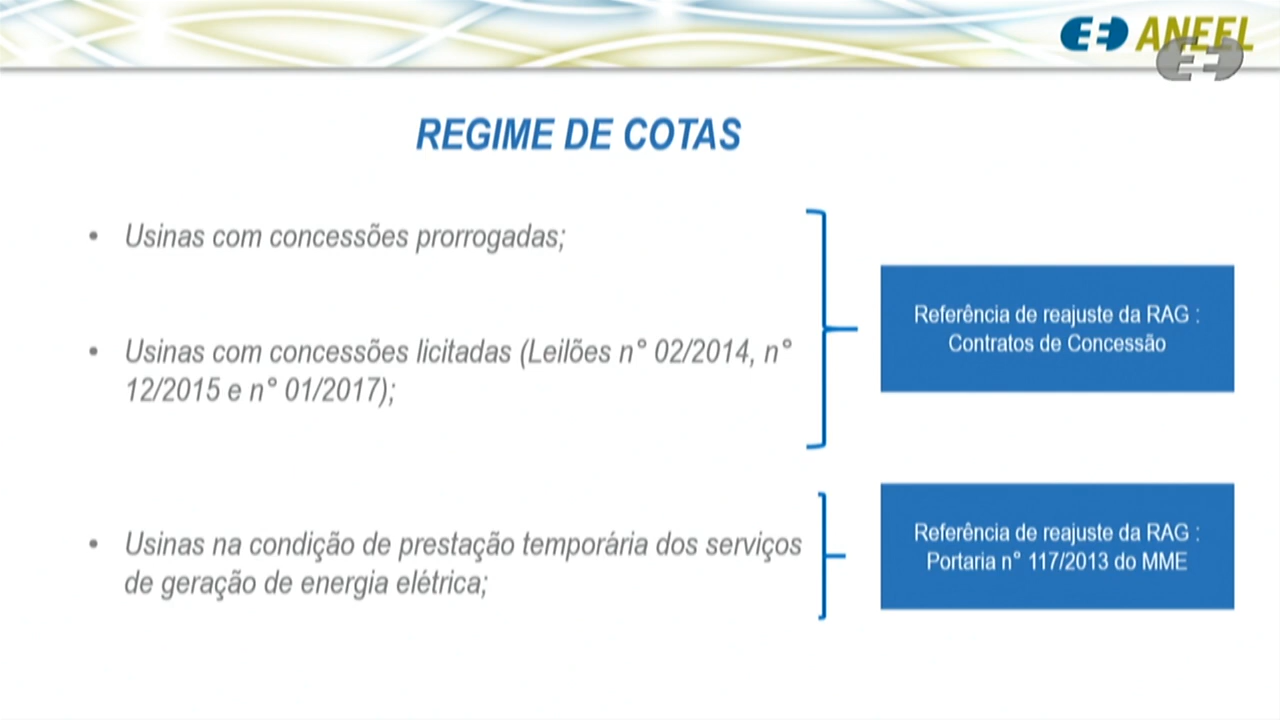 ANEEL
REGIME DE COTAS
• Usinas com concessões prorrogadas;
• Usinas com concessões licitadas (Leilões n° 02/2014, n°
12/2015 e n° 01/2017);
Referência de reajuste da RAG :
Contratos de Concessão
• Usinas na condição de prestação temporária dos serviços
de geração de energia elétrica;
Referência de reajuste da RAG :
Portaria n° 117/2013 do MME